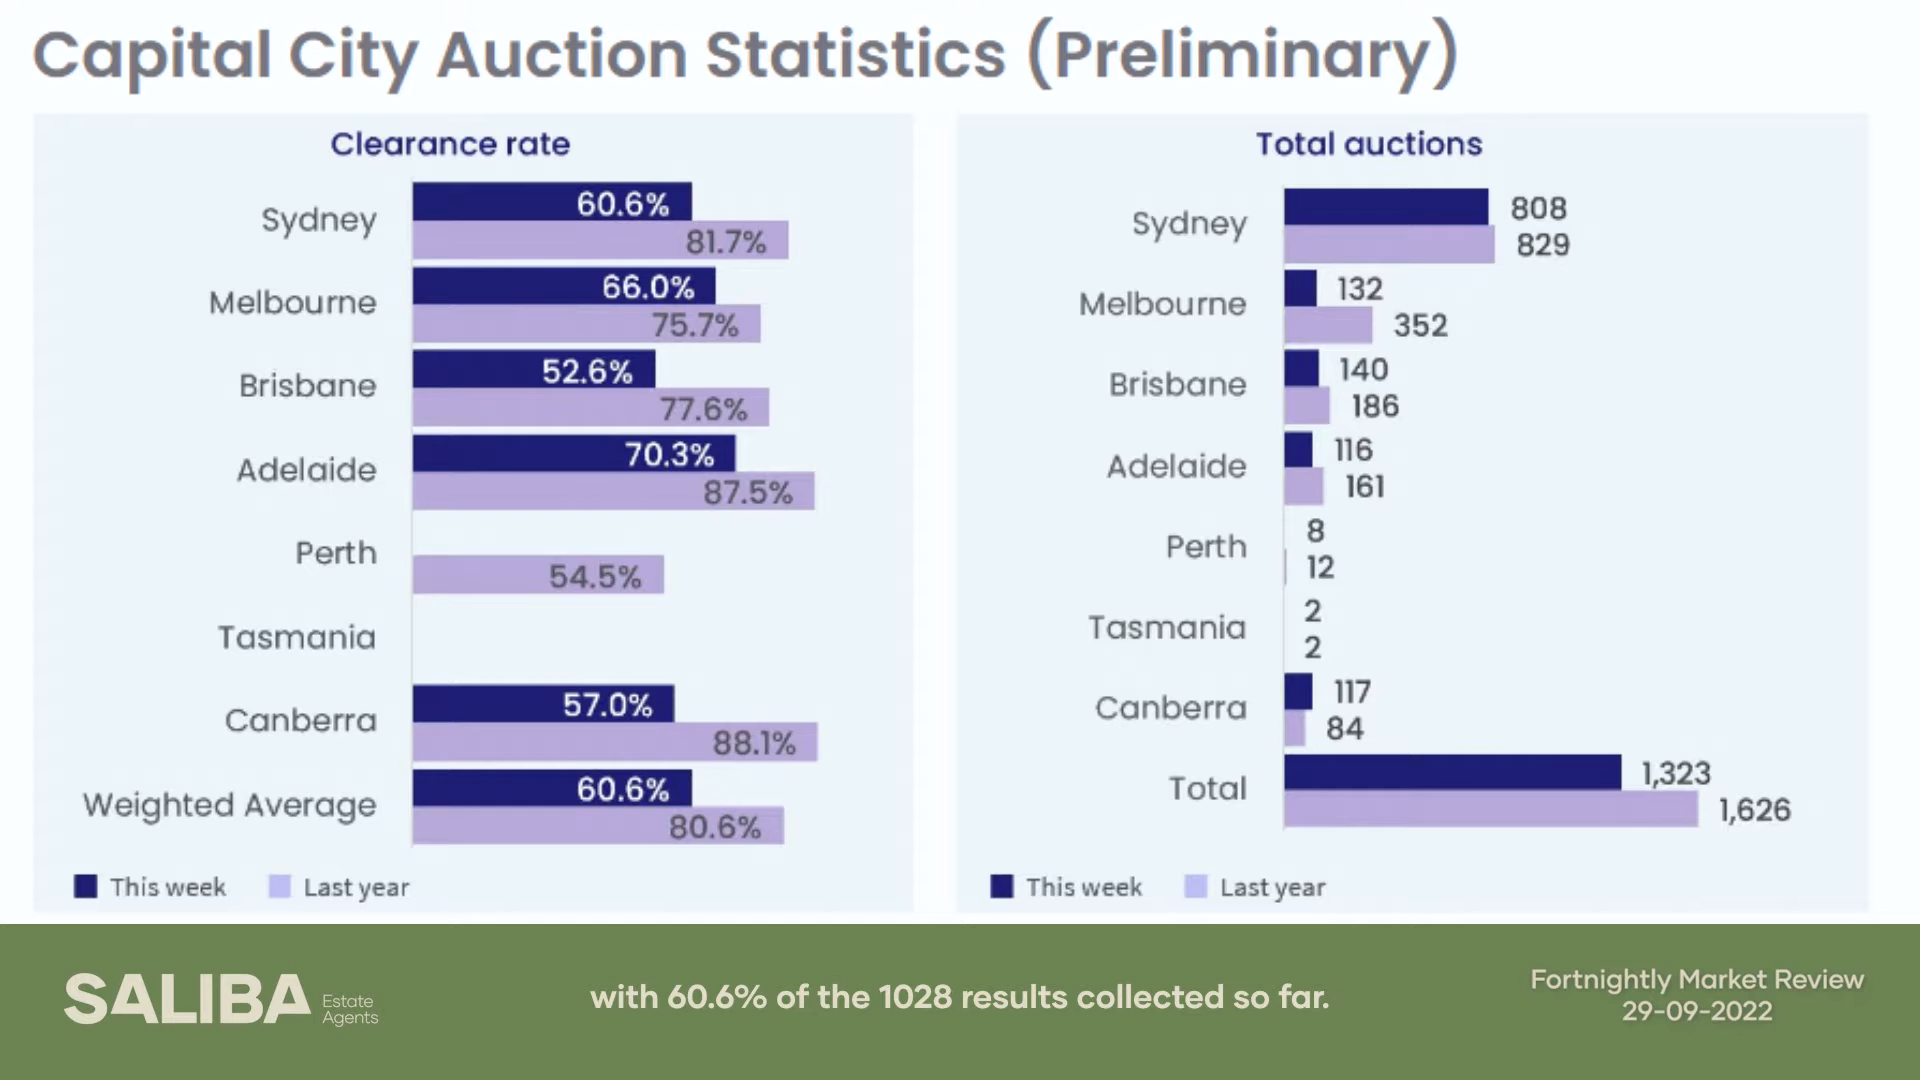 Capital City Auction Statistics (Preliminary)
Clearance rate
Sydney
60.6%
81.7%
Melbourne
66.0%
75.7%
Brisbane
52.6%
77.6%
Adelaide
70.3%
87.5%
Perth
54.5%
Tasmania
Canberra
57.0%
88.1%
Weighted Average
60.6%
80.6%
This week
Last year
Total auctions
Sydney
808
829
Melbourne
132
352
Brisbane
140
186
Adelaide
116
161
Perth
8
12
Tasmania
2
2
Canberra
117
84
Total
1,323
1,626
This week
Last year
SALIBA
Estate
Agents
with 60.6% of the 1028 results collected so far.
Fortnightly Market Review
29-09-2022